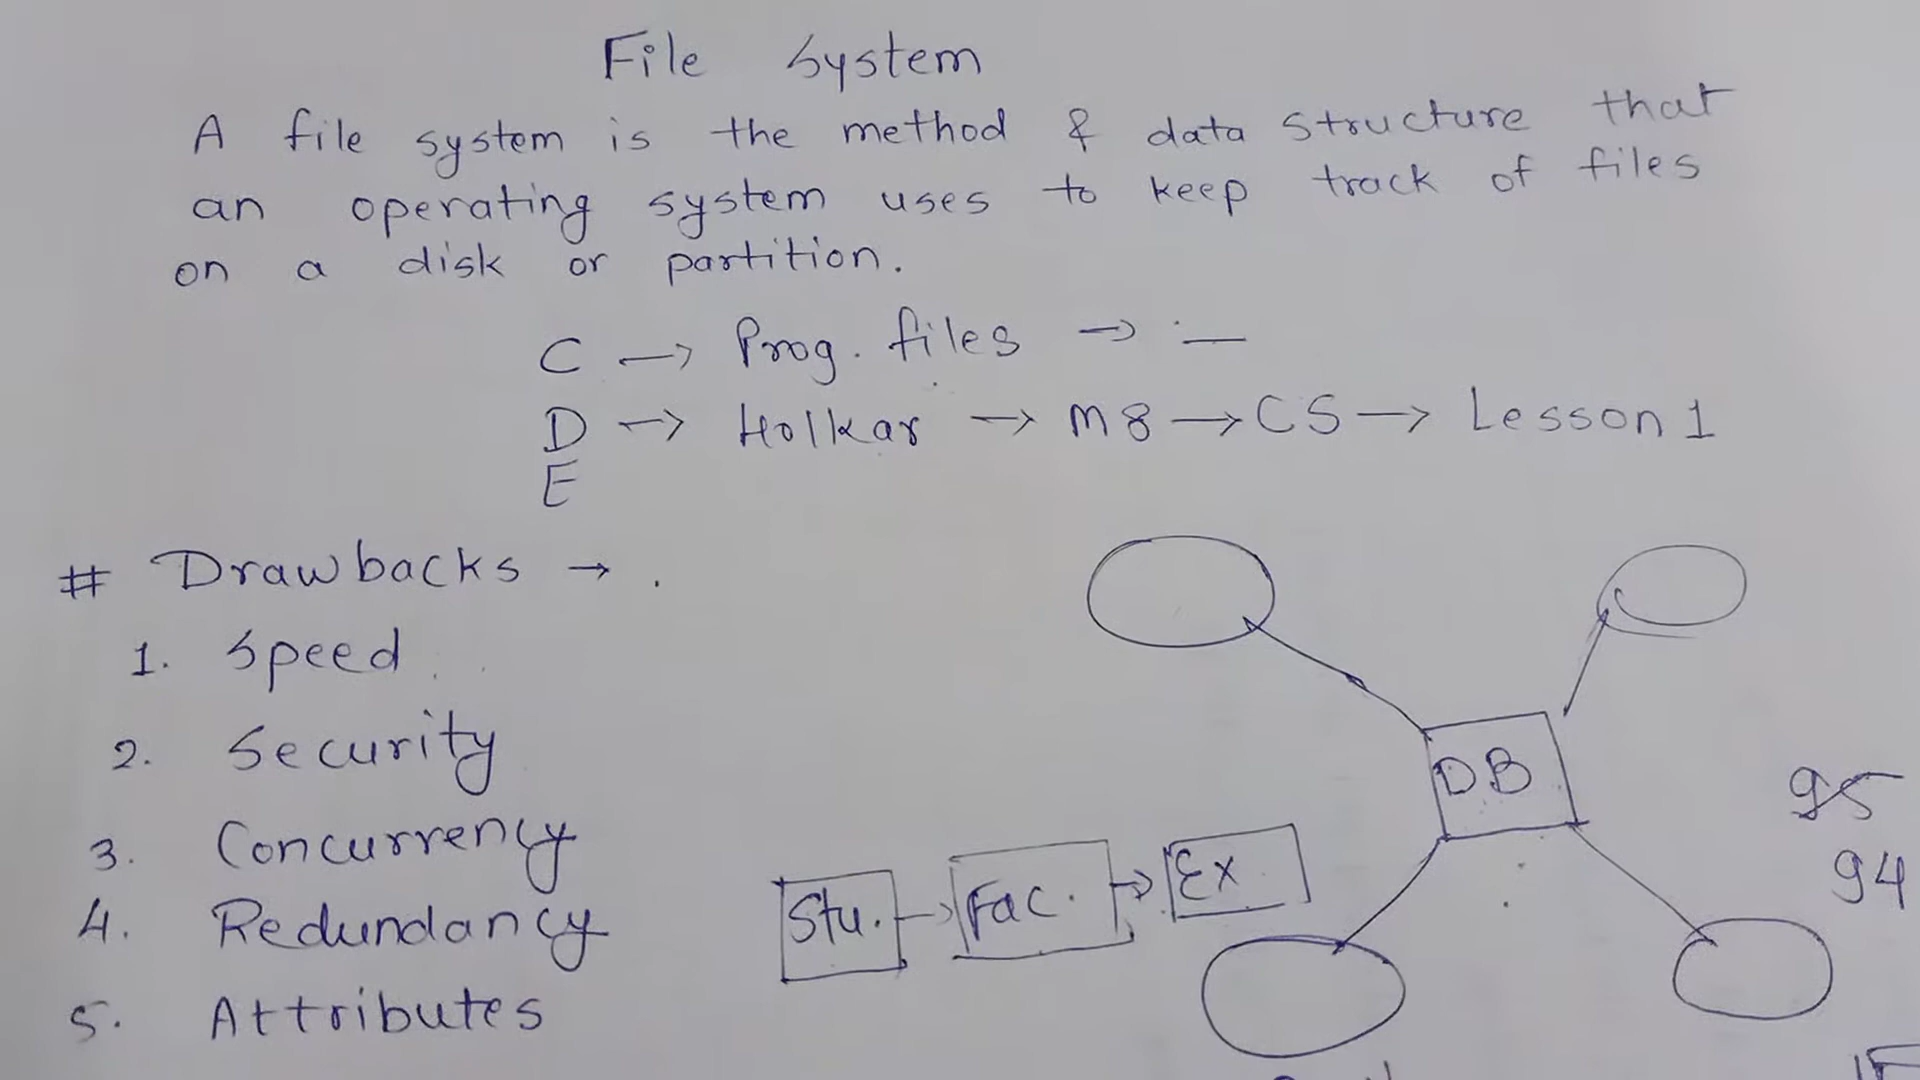 File System
A file system is the method & data structure that
an operating system uses to keep track of files
on a disk or partition.
C → Prog. files → —
D → Holkar → M8 → CS → Lesson 1
E
# Drawbacks → .
1. Speed
2. Security
3. Concurrency
4. Redundancy
5. Attributes
DB
Stu. → Fac. → Ex.
95
94